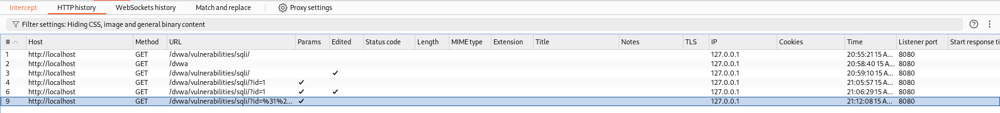 Intercept HTTP history WebSockets history Match and replace Proxy settings
Filter settings: Hiding CSS, image and general binary content
# Host Method URL Params Edited Status code Length MIME type Extension Title Notes TLS IP Cookies Time Listener port Start response ti
1 http://localhost GET /dvwa/vulnerabilities/sqli/ 127.0.0.1 20:55:21 15 A... 8080
2 http://localhost GET /dvwa 127.0.0.1 20:58:40 15 A... 8080
3 http://localhost GET /dvwa/vulnerabilities/sqli/ ✓ 127.0.0.1 20:59:10 15 A... 8080
4 http://localhost GET /dvwa/vulnerabilities/sqli/?id=1 ✓ 127.0.0.1 21:05:57 15 A... 8080
6 http://localhost GET /dvwa/vulnerabilities/sqli/?id=1 ✓ ✓ 127.0.0.1 21:06:29 15 A... 8080
9 http://localhost GET /dvwa/vulnerabilities/sqli/?id=%31%2... ✓ 127.0.0.1 21:12:08 15 A... 8080